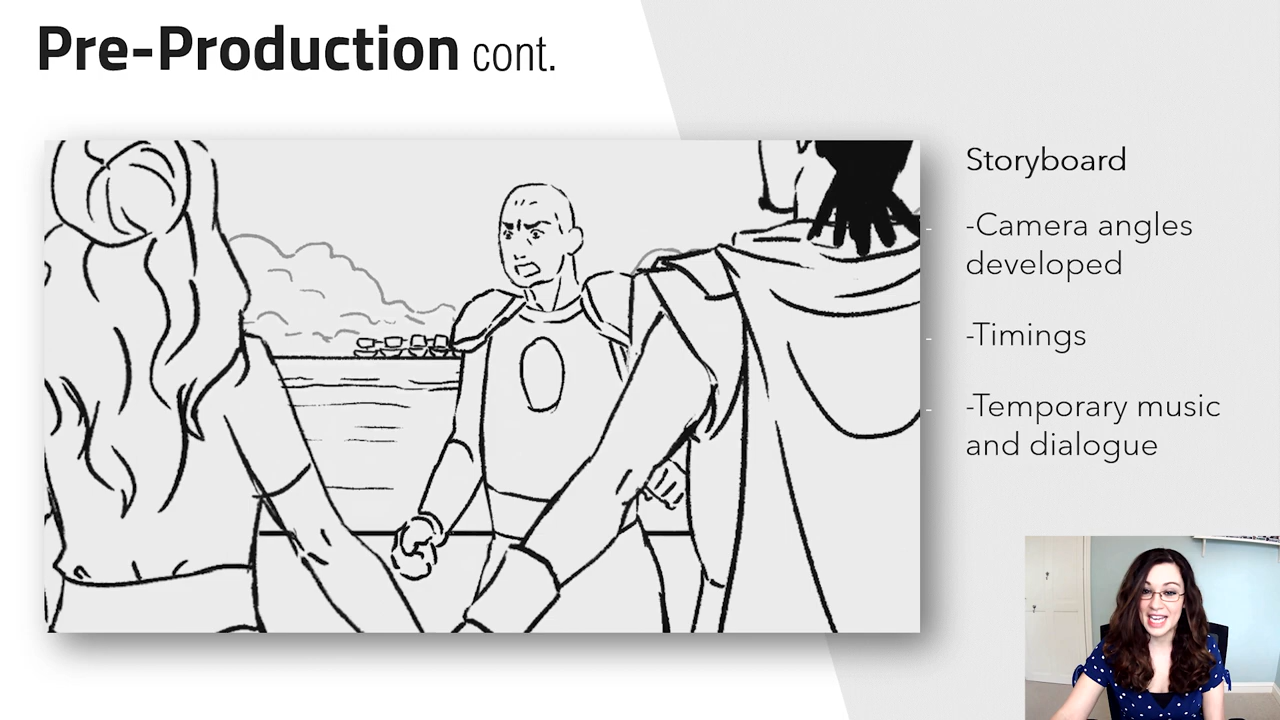 Pre-Production cont.
Storyboard
-Camera angles
developed
-Timings
-Temporary music
and dialogue